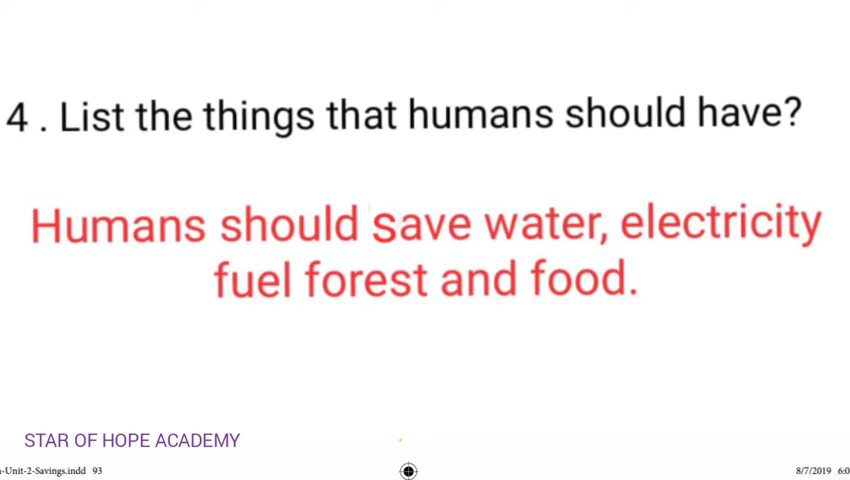 4 . List the things that humans should have?
Humans should save water, electricity
fuel forest and food.
STAR OF HOPE ACADEMY
-Unit-2-Savings.indd 93
8/7/2019 6:0